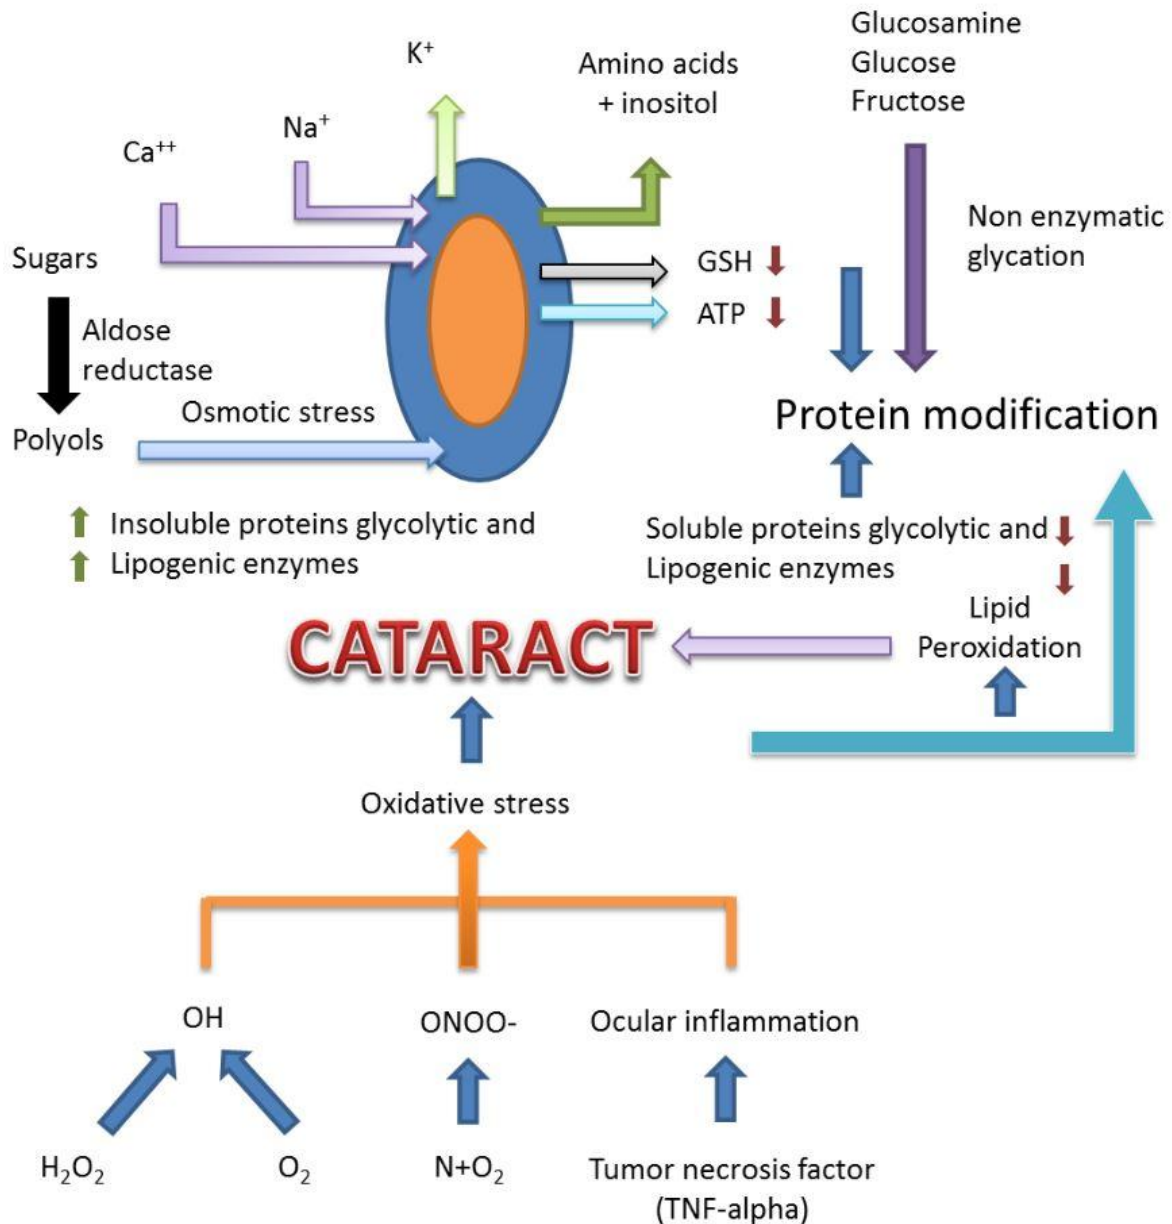 K⁺
Na⁺
Ca⁺⁺
Amino acids
+ inositol
Glucosamine
Glucose
Fructose
Non enzymatic
glycation
Sugars
Aldose
reductase
Polyols
Osmotic stress
GSH
ATP
Protein modification
Insoluble proteins glycolytic and
Lipogenic enzymes
Soluble proteins glycolytic and
Lipogenic enzymes
Lipid
Peroxidation
CATARACT
Oxidative stress
OH
ONOO-
Ocular inflammation
H₂O₂
O₂
N+O₂
Tumor necrosis factor
(TNF-alpha)